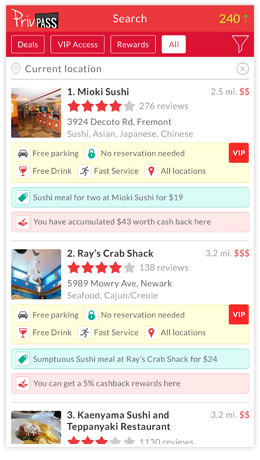 PrivPASS
Search
240↑
Deals
VIP Access
Rewards
All
Current location
1. Mioki Sushi
2.5 mi. $$
276 reviews
3924 Decoto Rd, Fremont
Sushi, Asian, Japanese, Chinese
Free parking
No reservation needed
VIP
Free Drink
Fast Service
All locations
Sushi meal for two at Mioki Sushi for $19
You have accumulated $43 worth cash back here
2. Ray's Crab Shack
3.2 mi. $$$
138 reviews
5989 Mowry Ave, Newark
Seafood, Cajun/Creole
Free parking
No reservation needed
VIP
Free Drink
Fast Service
All locations
Sumptuous Sushi meal at Ray's Crab Shack for $24
You can get a 5% cashback rewards here
3. Kaenyama Sushi and
3.2 mi. $$
Teppanyaki Restaurant
1130 reviews